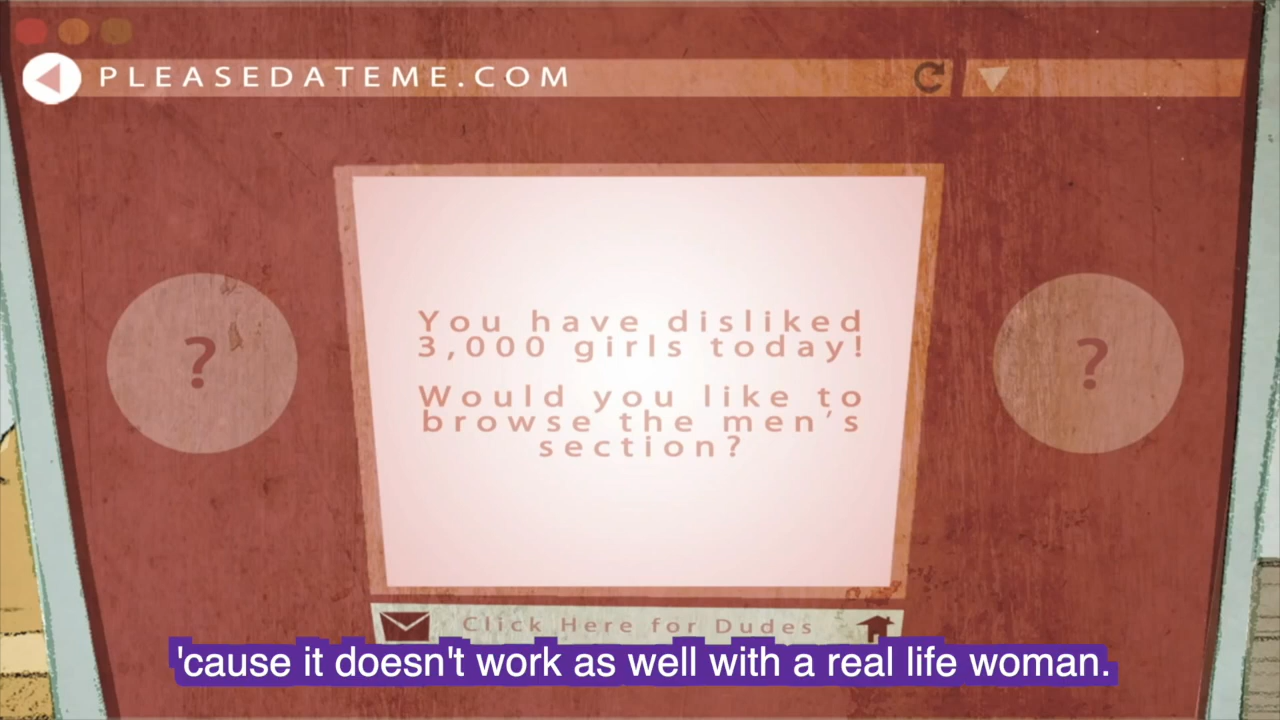 PLEASEDATEME.COM
You have disliked
3,000 girls today!
Would you like to
browse the men's
section?
?
?
Click Here for Dudes
'cause it doesn't work as well with a real life woman.